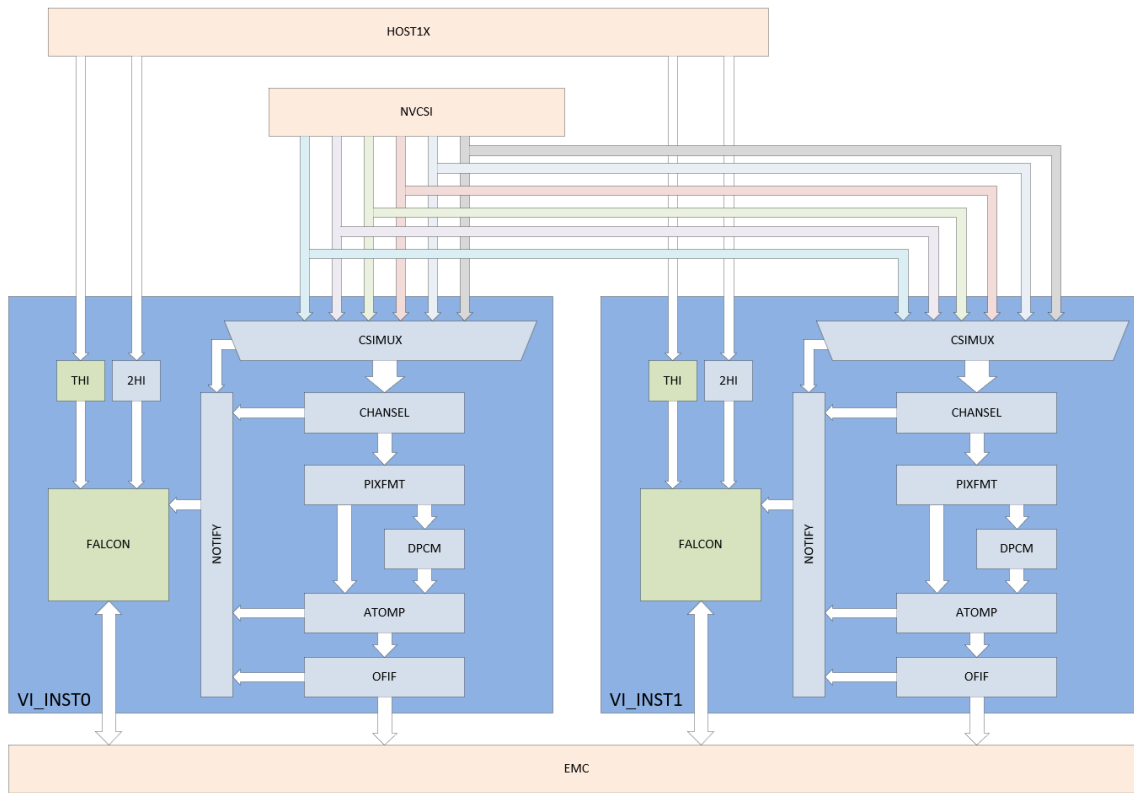 HOST1X
NVCSI
CSIMUX
CSIMUX
THI
2HI
THI
2HI
CHANSEL
CHANSEL
PIXFMT
PIXFMT
FALCON
NOTIFY
DPCM
FALCON
NOTIFY
DPCM
ATOMP
ATOMP
OFIF
OFIF
VI_INST0
VI_INST1
EMC